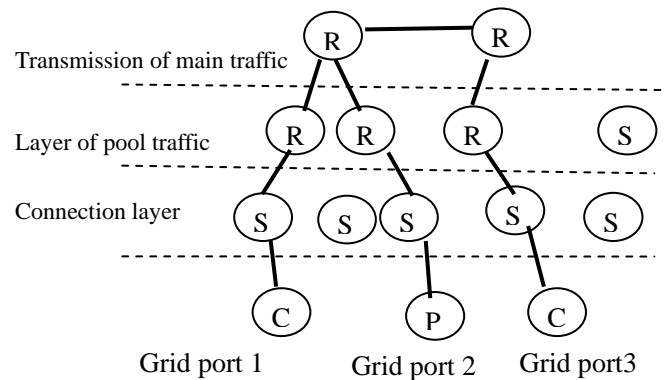 R R
Transmission of main traffic
R R R S
Layer of pool traffic
Connection layer
S S S S S
C P C
Grid port 1 Grid port 2 Grid port3